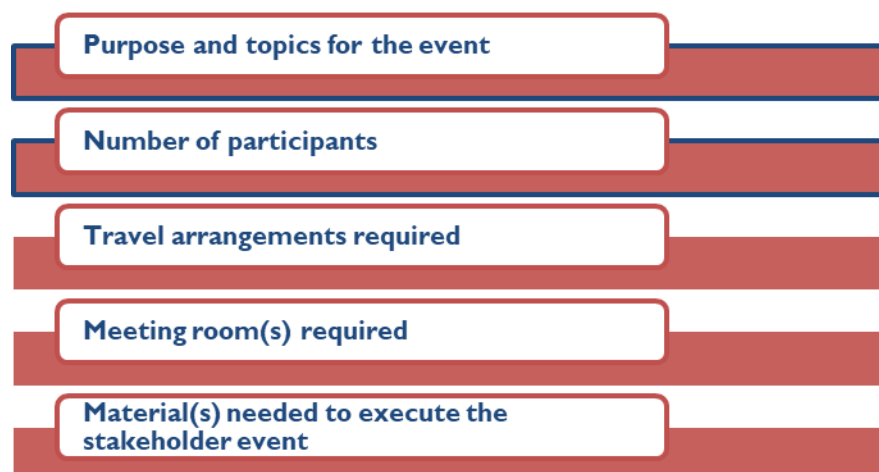 Purpose and topics for the event
Number of participants
Travel arrangements required
Meeting room(s) required
Material(s) needed to execute the
stakeholder event